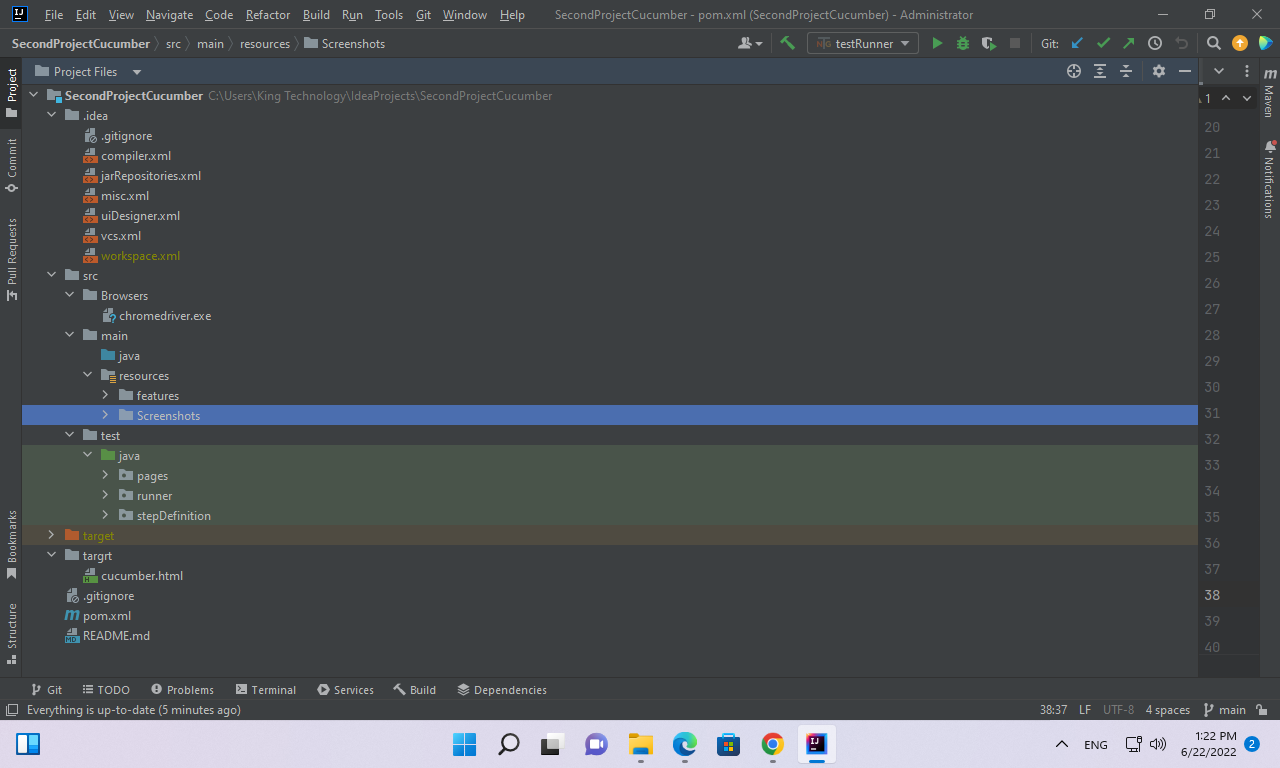 File Edit View Navigate Code Refactor Build Run Tools Git Window Help SecondProjectCucumber - pom.xml (SecondProjectCucumber) - Administrator
SecondProjectCucumber src main resources Screenshots testRunner Git:
Project Files
SecondProjectCucumber C:\Users\King Technology\IdeaProjects\SecondProjectCucumber
.idea
.gitignore
compiler.xml
jarRepositories.xml
misc.xml
uiDesigner.xml
vcs.xml
workspace.xml
src
Browsers
chromedriver.exe
main
java
resources
features
Screenshots
test
java
pages
runner
stepDefinition
target
targrt
cucumber.html
.gitignore
pom.xml
README.md
Project
Commit
Pull Requests
Bookmarks
Structure
1
20
21
22
23
24
25
26
27
28
29
30
31
32
33
34
35
36
37
38
39
40
Maven
Notifications
Git TODO Problems Terminal Services Build Dependencies
Everything is up-to-date (5 minutes ago) 38:37 LF UTF-8 4 spaces main
ENG 1:22 PM
6/22/2022 2